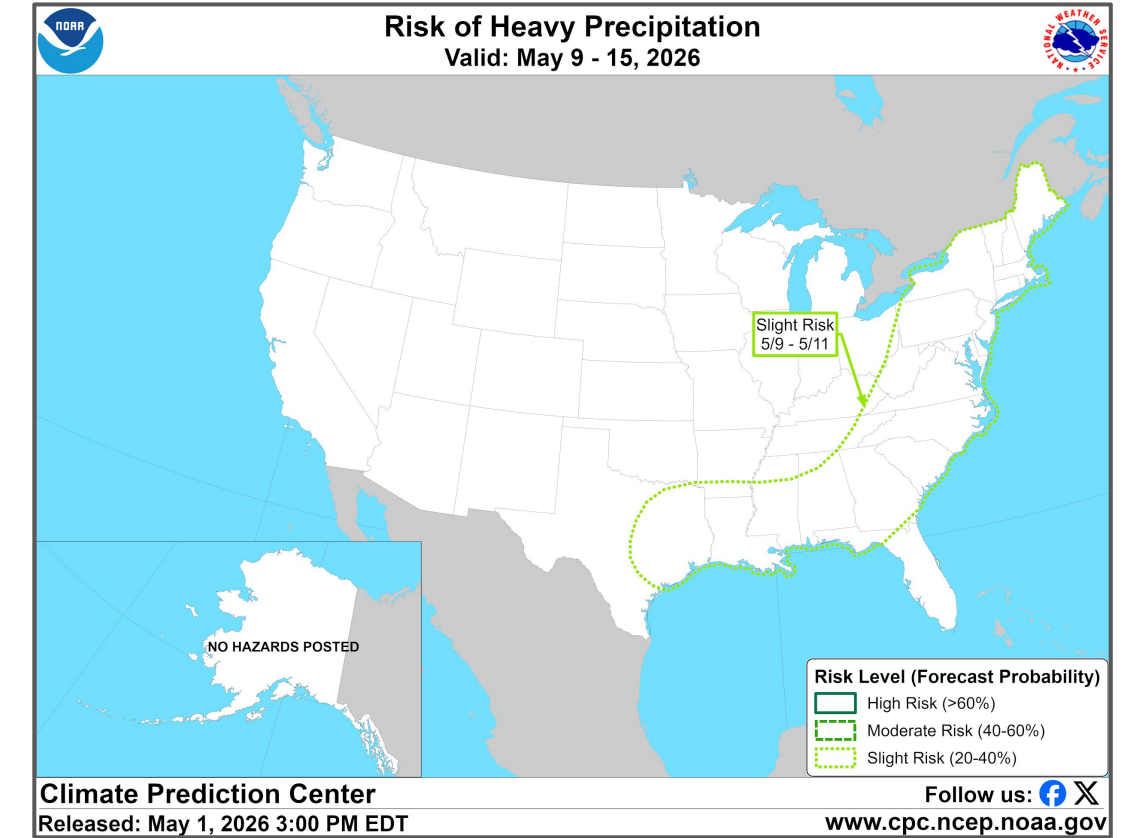 NOAA
Risk of Heavy Precipitation
Valid: May 9 - 15, 2026
NATIONAL WEATHER SERVICE
Slight Risk
5/9 - 5/11
NO HAZARDS POSTED
Risk Level (Forecast Probability)
High Risk (>60%)
Moderate Risk (40-60%)
Slight Risk (20-40%)
Climate Prediction Center
Follow us:
Released: May 1, 2026 3:00 PM EDT
www.cpc.ncep.noaa.gov